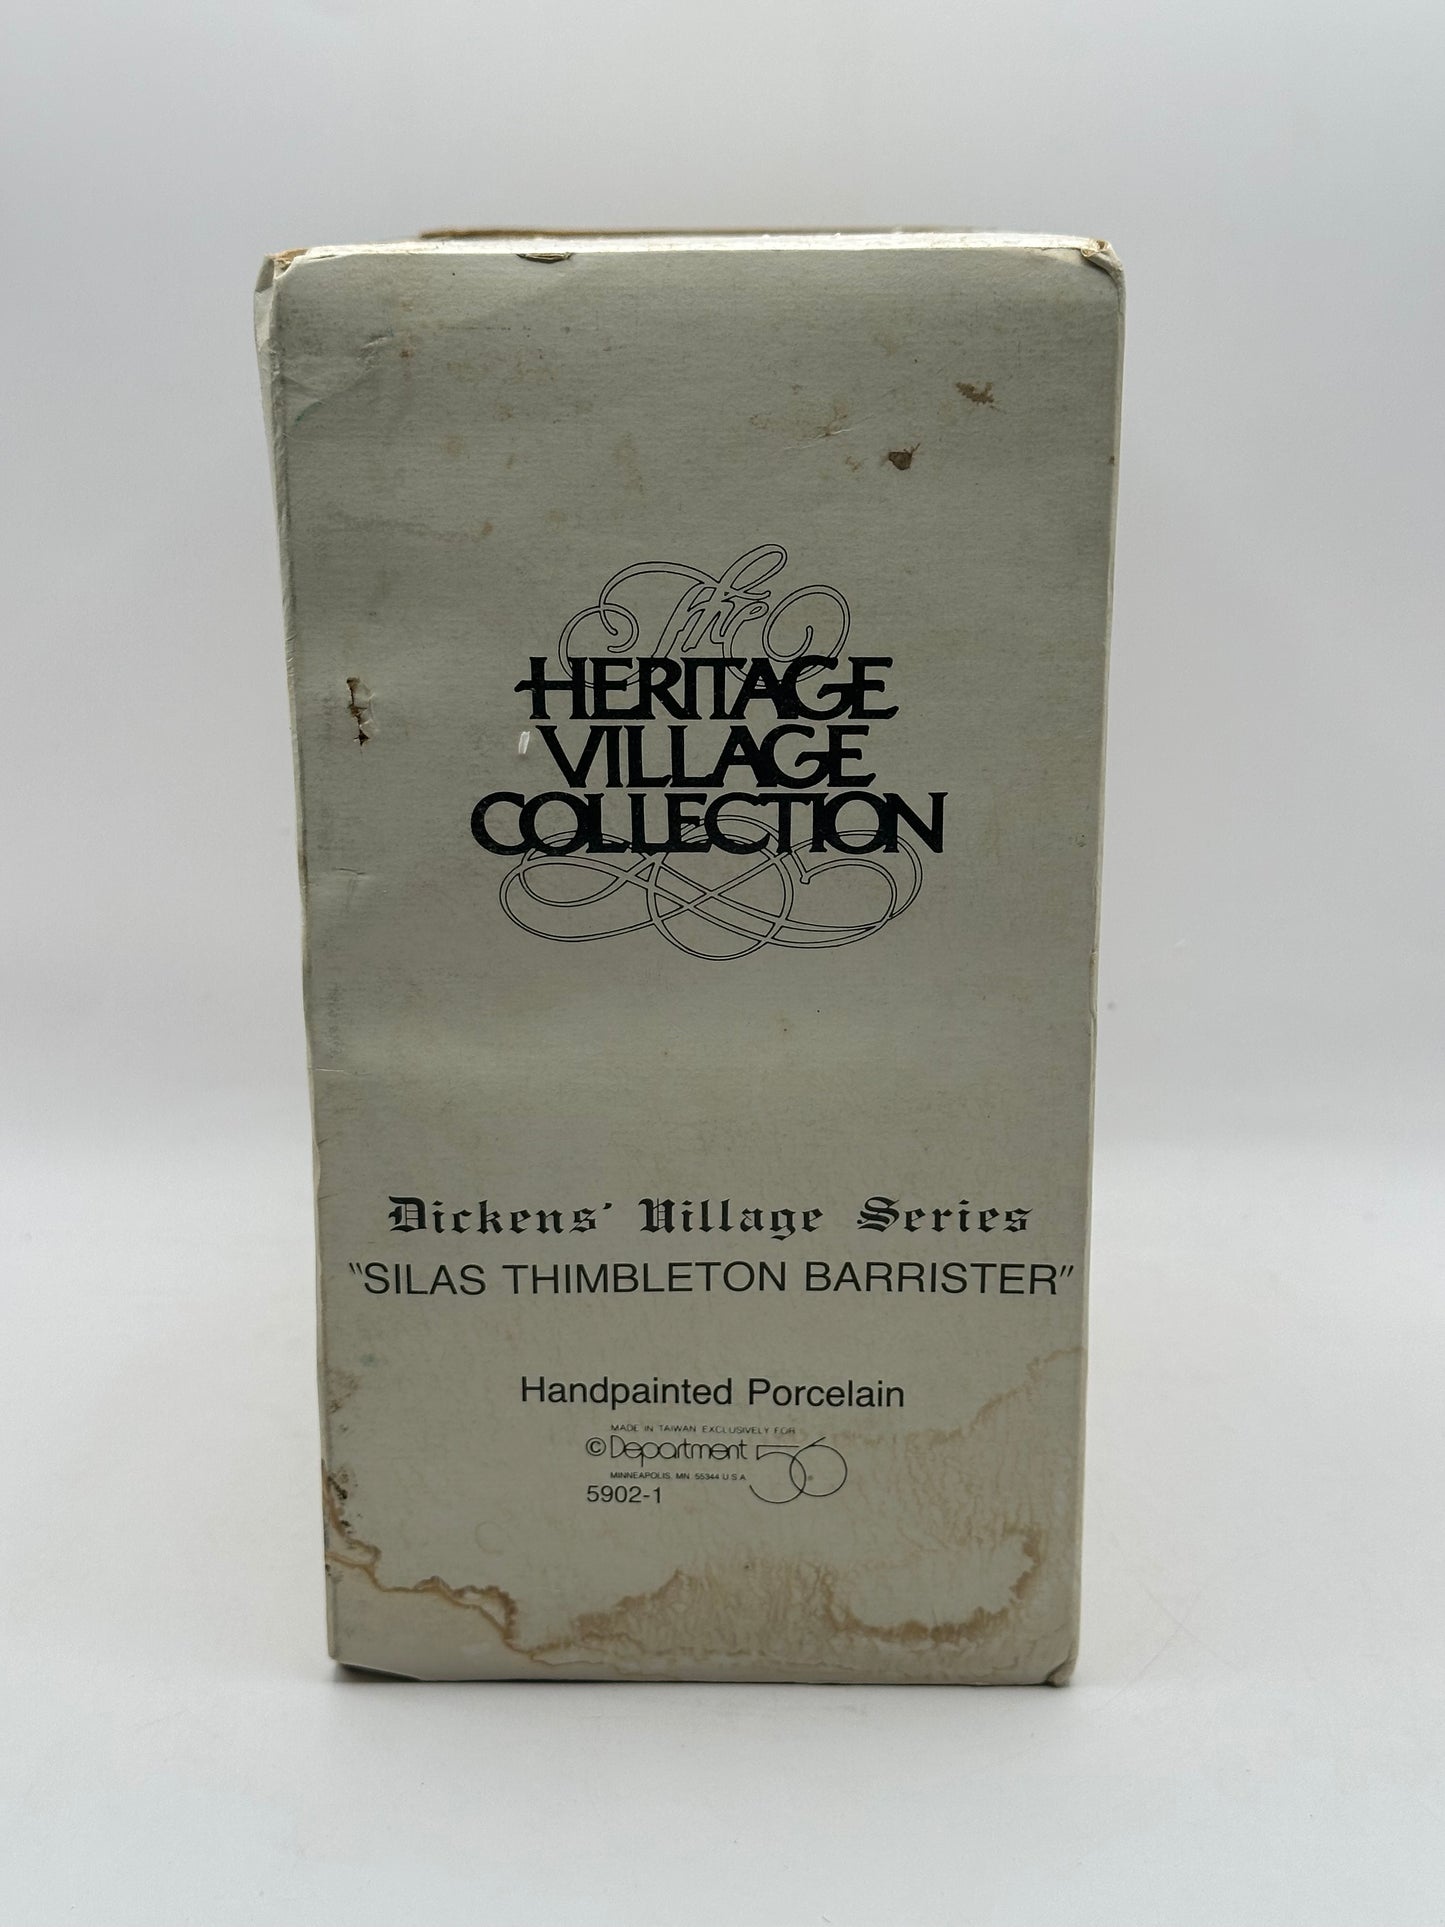 The
HERITAGE
VILLAGE
COLLECTION
Dickens' Village Series
"SILAS THIMBLETON BARRISTER"
Handpainted Porcelain
MADE IN TAIWAN EXCLUSIVELY FOR
© Department 56®
MINNEAPOLIS, MN 55344 U S A
5902-1